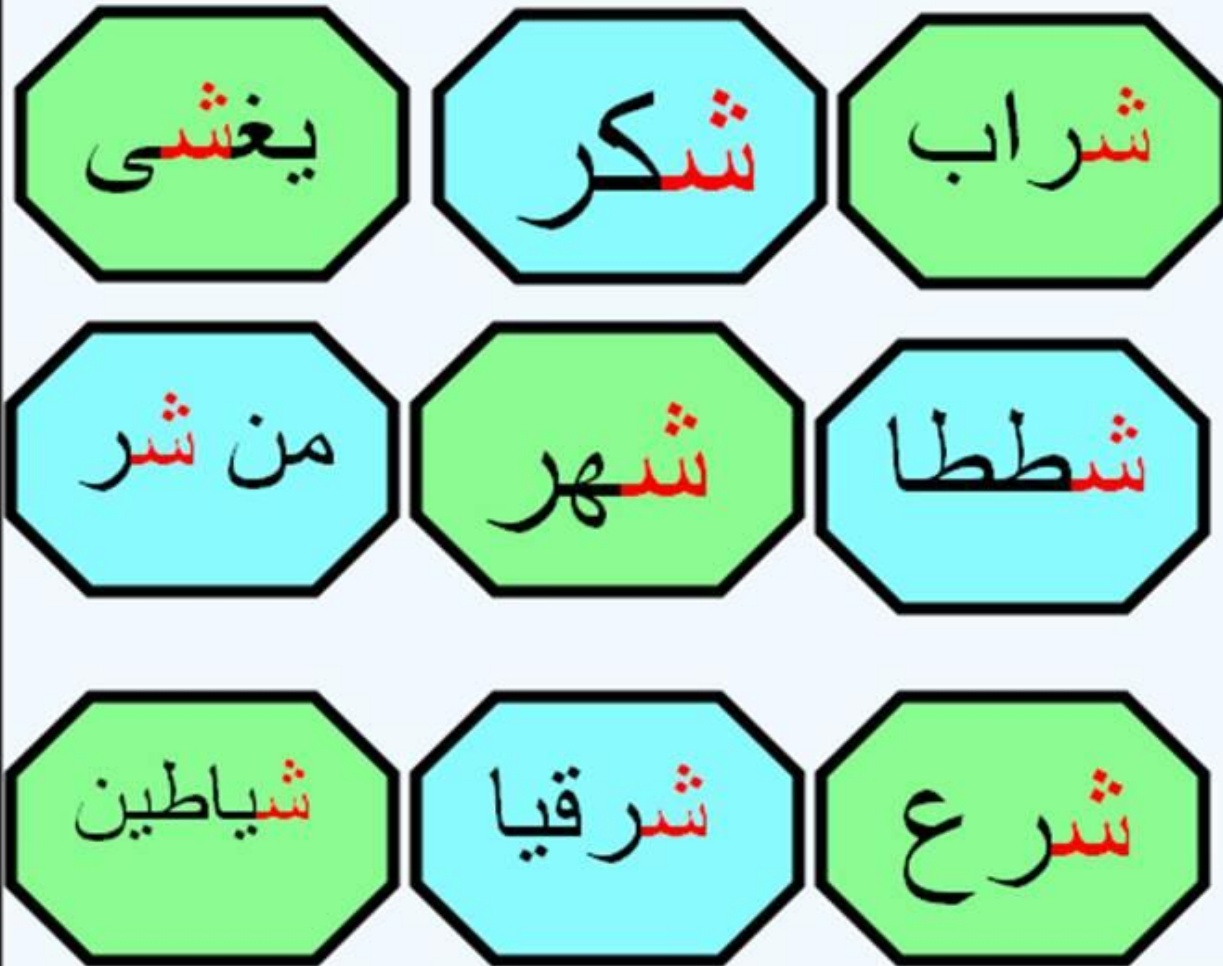 شراب
شكر
يغشى
شططا
شهر
من شر
شرع
شرقيا
شياطين